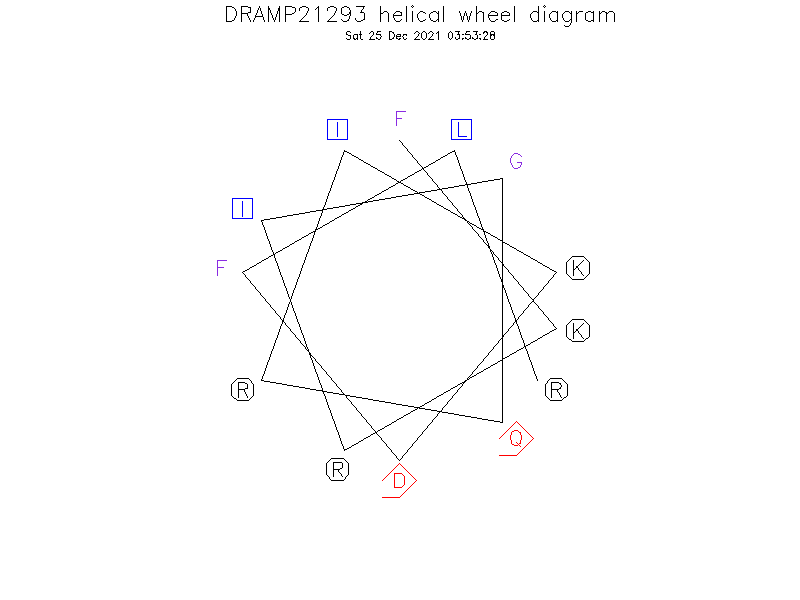 DRAMP21293 helical wheel diagram
Sat 25 Dec 2021 03:53:28
F
I
L
G
I
F
K
K
R
R
Q
R
D